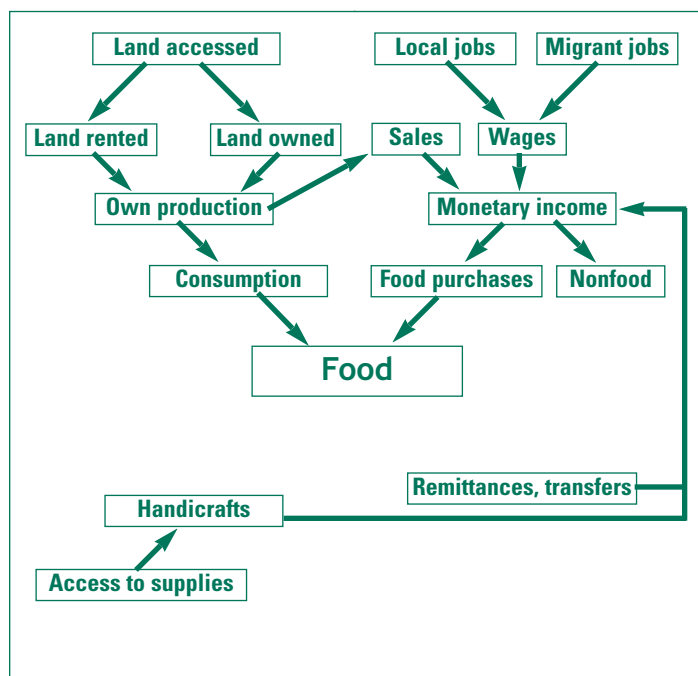 Land accessed
Local jobs
Migrant jobs
Land rented
Land owned
Sales
Wages
Own production
Monetary income
Consumption
Food purchases
Nonfood
Food
Remittances, transfers
Handicrafts
Access to supplies